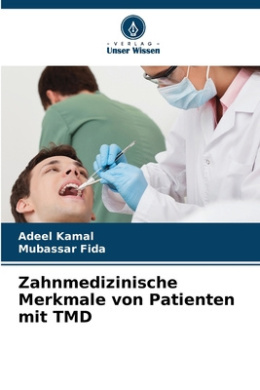 VERLAG
Unser Wissen
Adeel Kamal
Mubassar Fida
Zahnmedizinische
Merkmale von Patienten
mit TMD